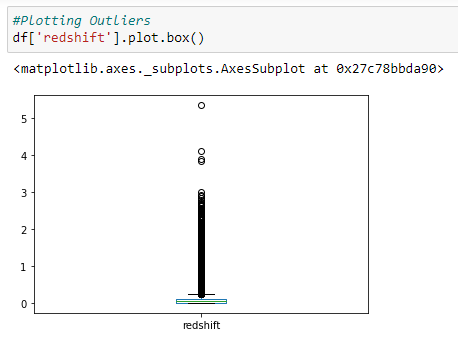 #Plotting Outliers
df['redshift'].plot.box()
<matplotlib.axes._subplots.AxesSubplot at 0x27c78bbda90>
5
4
3
2
1
0
redshift